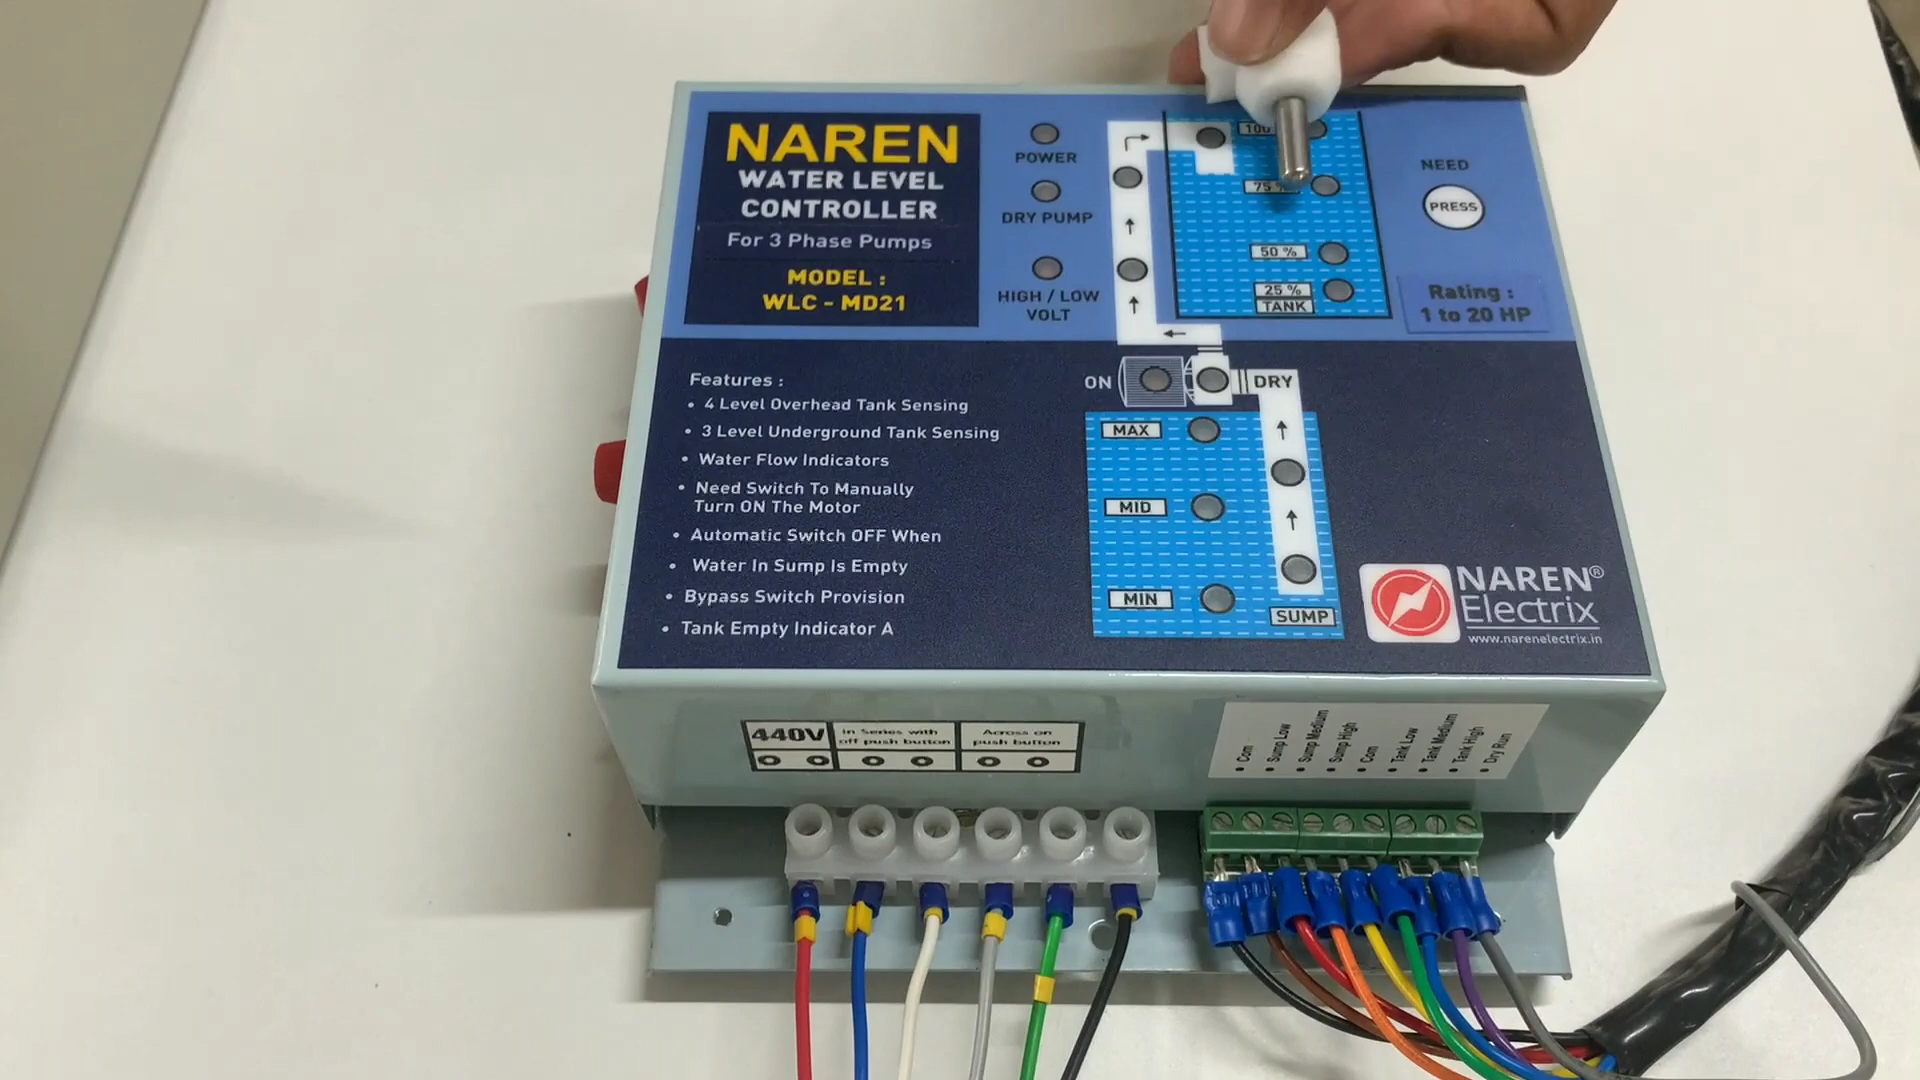 NAREN
WATER LEVEL
CONTROLLER
For 3 Phase Pumps
MODEL :
WLC - MD21
POWER
DRY PUMP
HIGH / LOW
VOLT
100
75 %
50 %
25 %
TANK
NEED
PRESS
Rating :
1 to 20 HP
Features :
• 4 Level Overhead Tank Sensing
• 3 Level Underground Tank Sensing
• Water Flow Indicators
• Need Switch To Manually
Turn ON The Motor
• Automatic Switch OFF When
• Water In Sump Is Empty
• Bypass Switch Provision
• Tank Empty Indicator A
ON
DRY
MAX
MID
MIN
SUMP
NAREN®
Electrix
www.narenelectrix.in
440V
In Series with
off push button
Across on
push button
• Com
• Sump Low
• Sump Medium
• Sump High
• Com
• Tank Low
• Tank Medium
• Tank High
• Dry Run